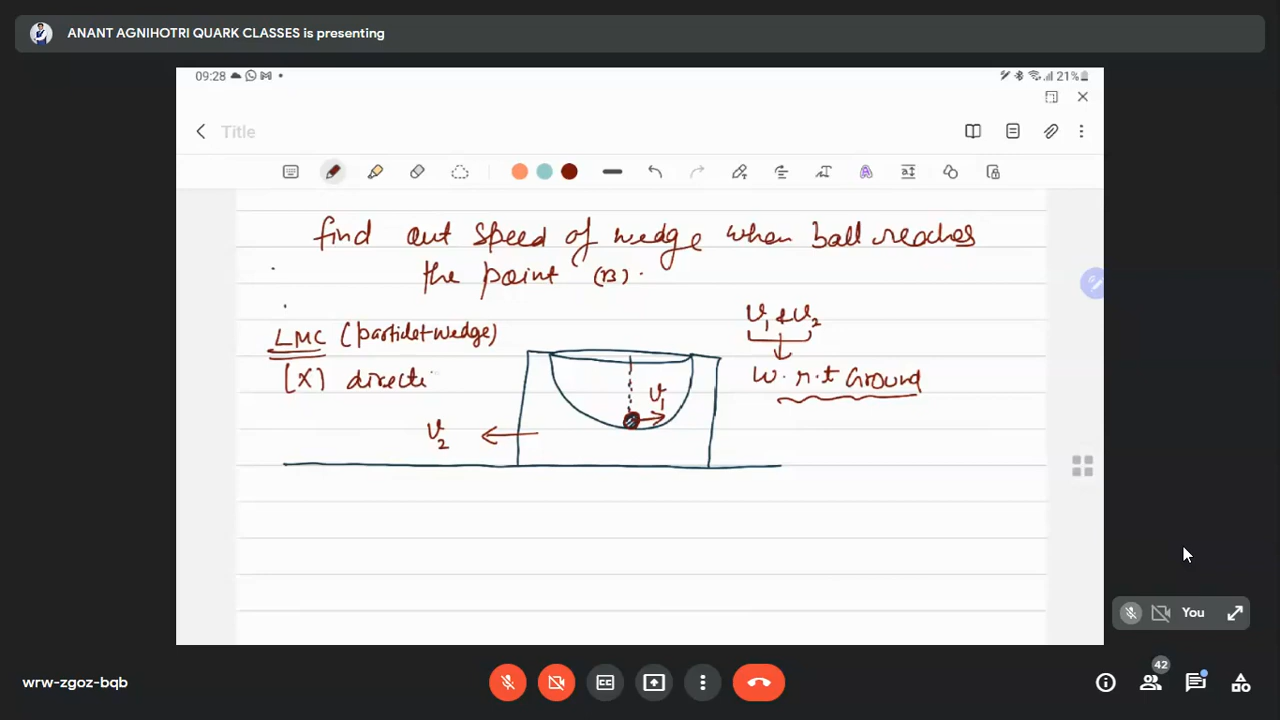 ANANT AGNIHOTRI QUARK CLASSES is presenting
09:28
21%
Title
find out speed of wedge when ball reaches
the point (B).
LMC (particle+wedge)
(X) directi
v1 & v2
w.r.t Ground
v1
v2
You
wrw-zgoz-bqb
CC
42